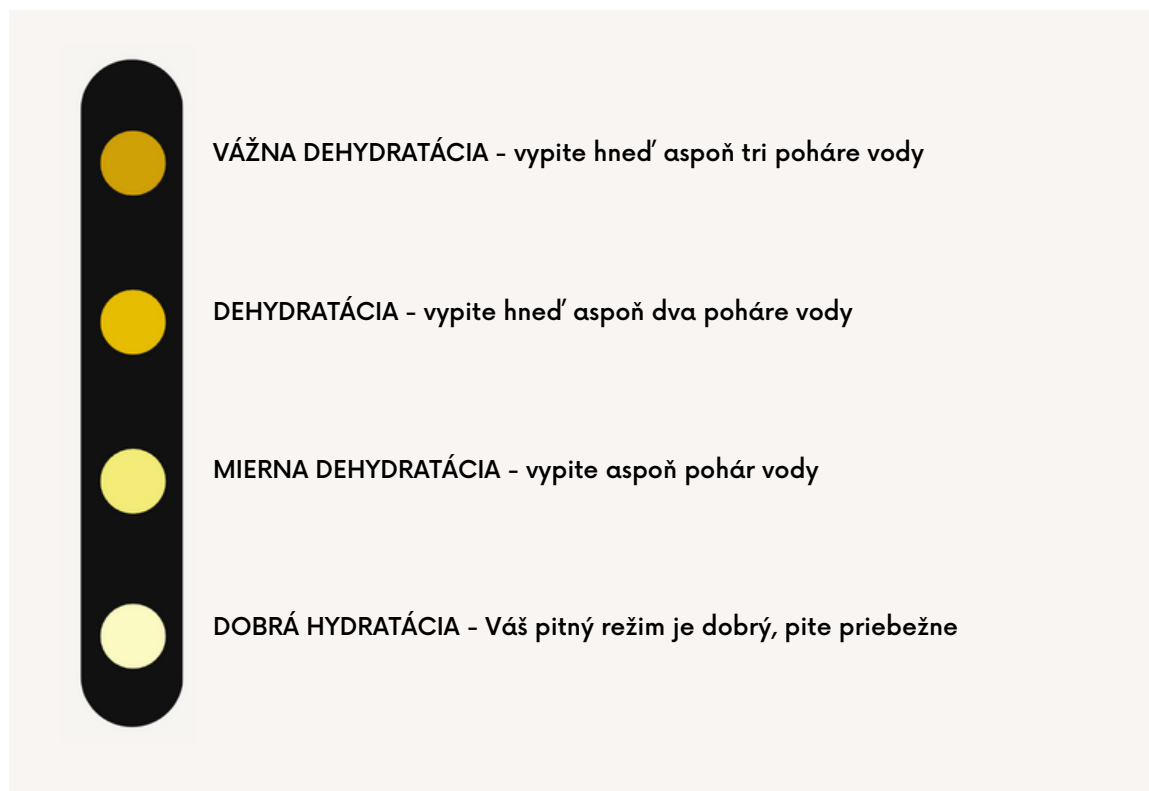 VÁŽNA DEHYDRATÁCIA - vypite hneď aspoň tri poháre vody
DEHYDRATÁCIA - vypite hneď aspoň dva poháre vody
MIERNA DEHYDRATÁCIA - vypite aspoň pohár vody
DOBRÁ HYDRATÁCIA - Váš pitný režim je dobrý, pite priebežne